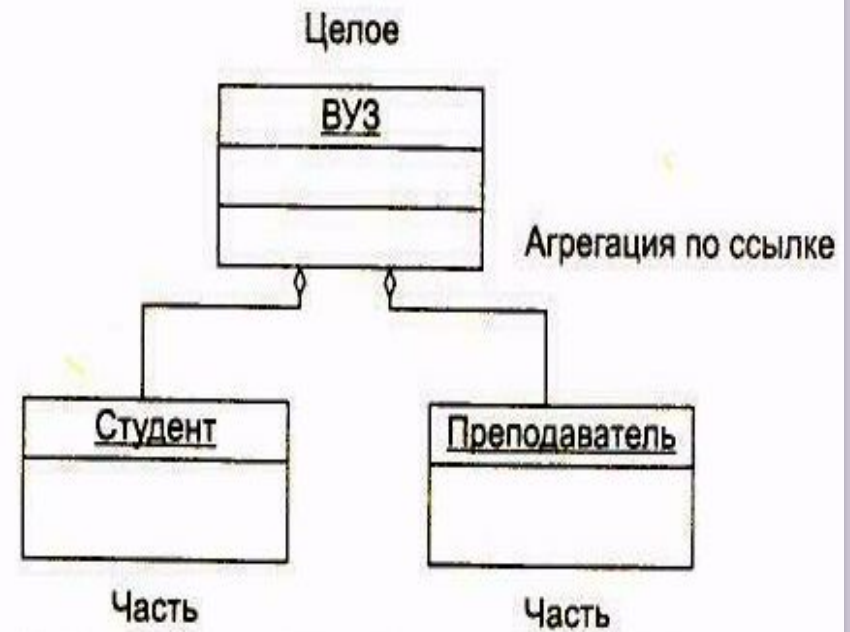 Целое
ВУЗ
Агрегация по ссылке
Студент
Преподаватель
Часть
Часть